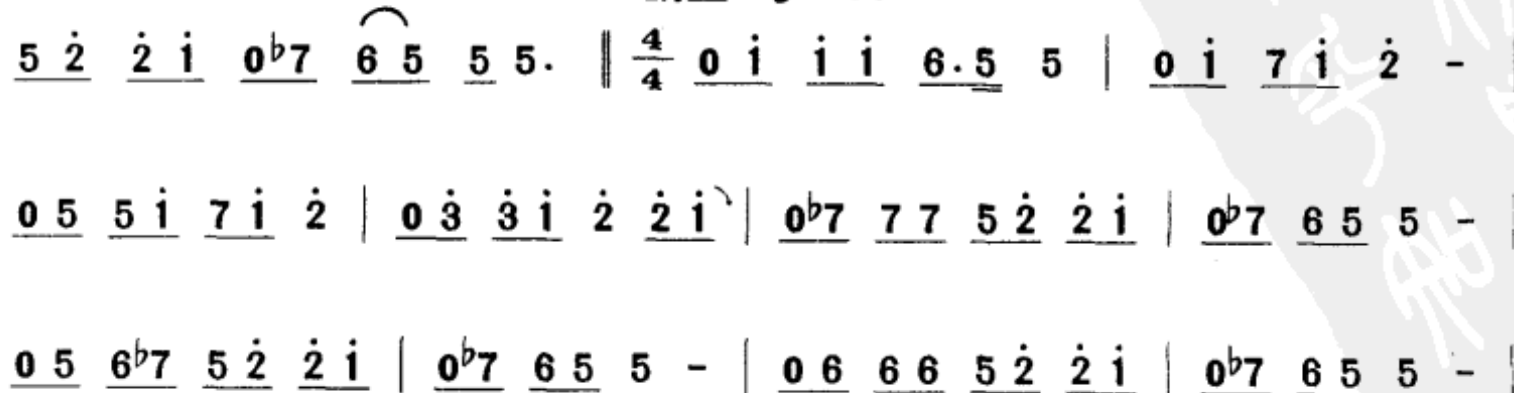 5 2̇ 2̇ 1̇ 0♭7 6 5 5 5. ‖ 4/4 0 1̇ 1̇ 1̇ 6.5 5 | 0 1̇ 7 1̇ 2̇ - |
0 5 5 1̇ 7 1̇ 2̇ | 0 3̇ 3̇ 1̇ 2̇ 2̇ 1̇ | 0♭7 7 7 5 2̇ 2̇ 1̇ | 0♭7 6 5 5 - |
0 5 6♭7 5 2̇ 2̇ 1̇ | 0♭7 6 5 5 - | 0 6 6 6 5 2̇ 2̇ 1̇ | 0♭7 6 5 5 - |